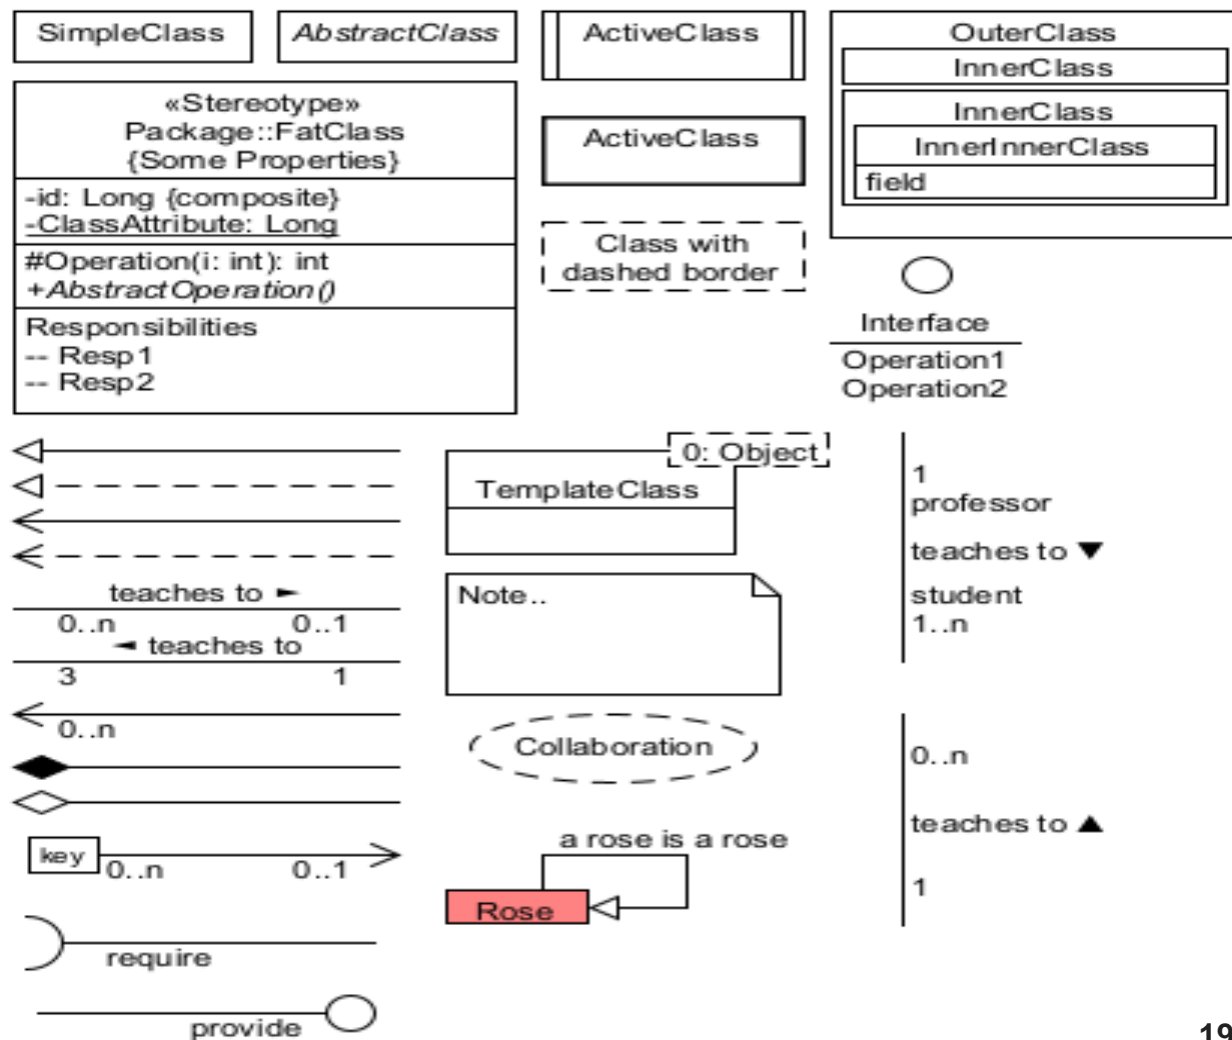 SimpleClass
AbstractClass
ActiveClass
OuterClass
InnerClass
InnerClass
InnerInnerClass
field
«Stereotype»
Package::FatClass
{Some Properties}
-id: Long {composite}
-ClassAttribute: Long
#Operation(i: int): int
+AbstractOperation()
Responsibilities
-- Resp1
-- Resp2
ActiveClass
Class with
dashed border
Interface
Operation1
Operation2
teaches to ►
0..n 0..1
◄ teaches to
3 1
0..n
key
0..n 0..1
require
provide
0: Object
TemplateClass
Note..
Collaboration
a rose is a rose
Rose
1
professor
teaches to ▼
student
1..n
0..n
teaches to ▲
1
19